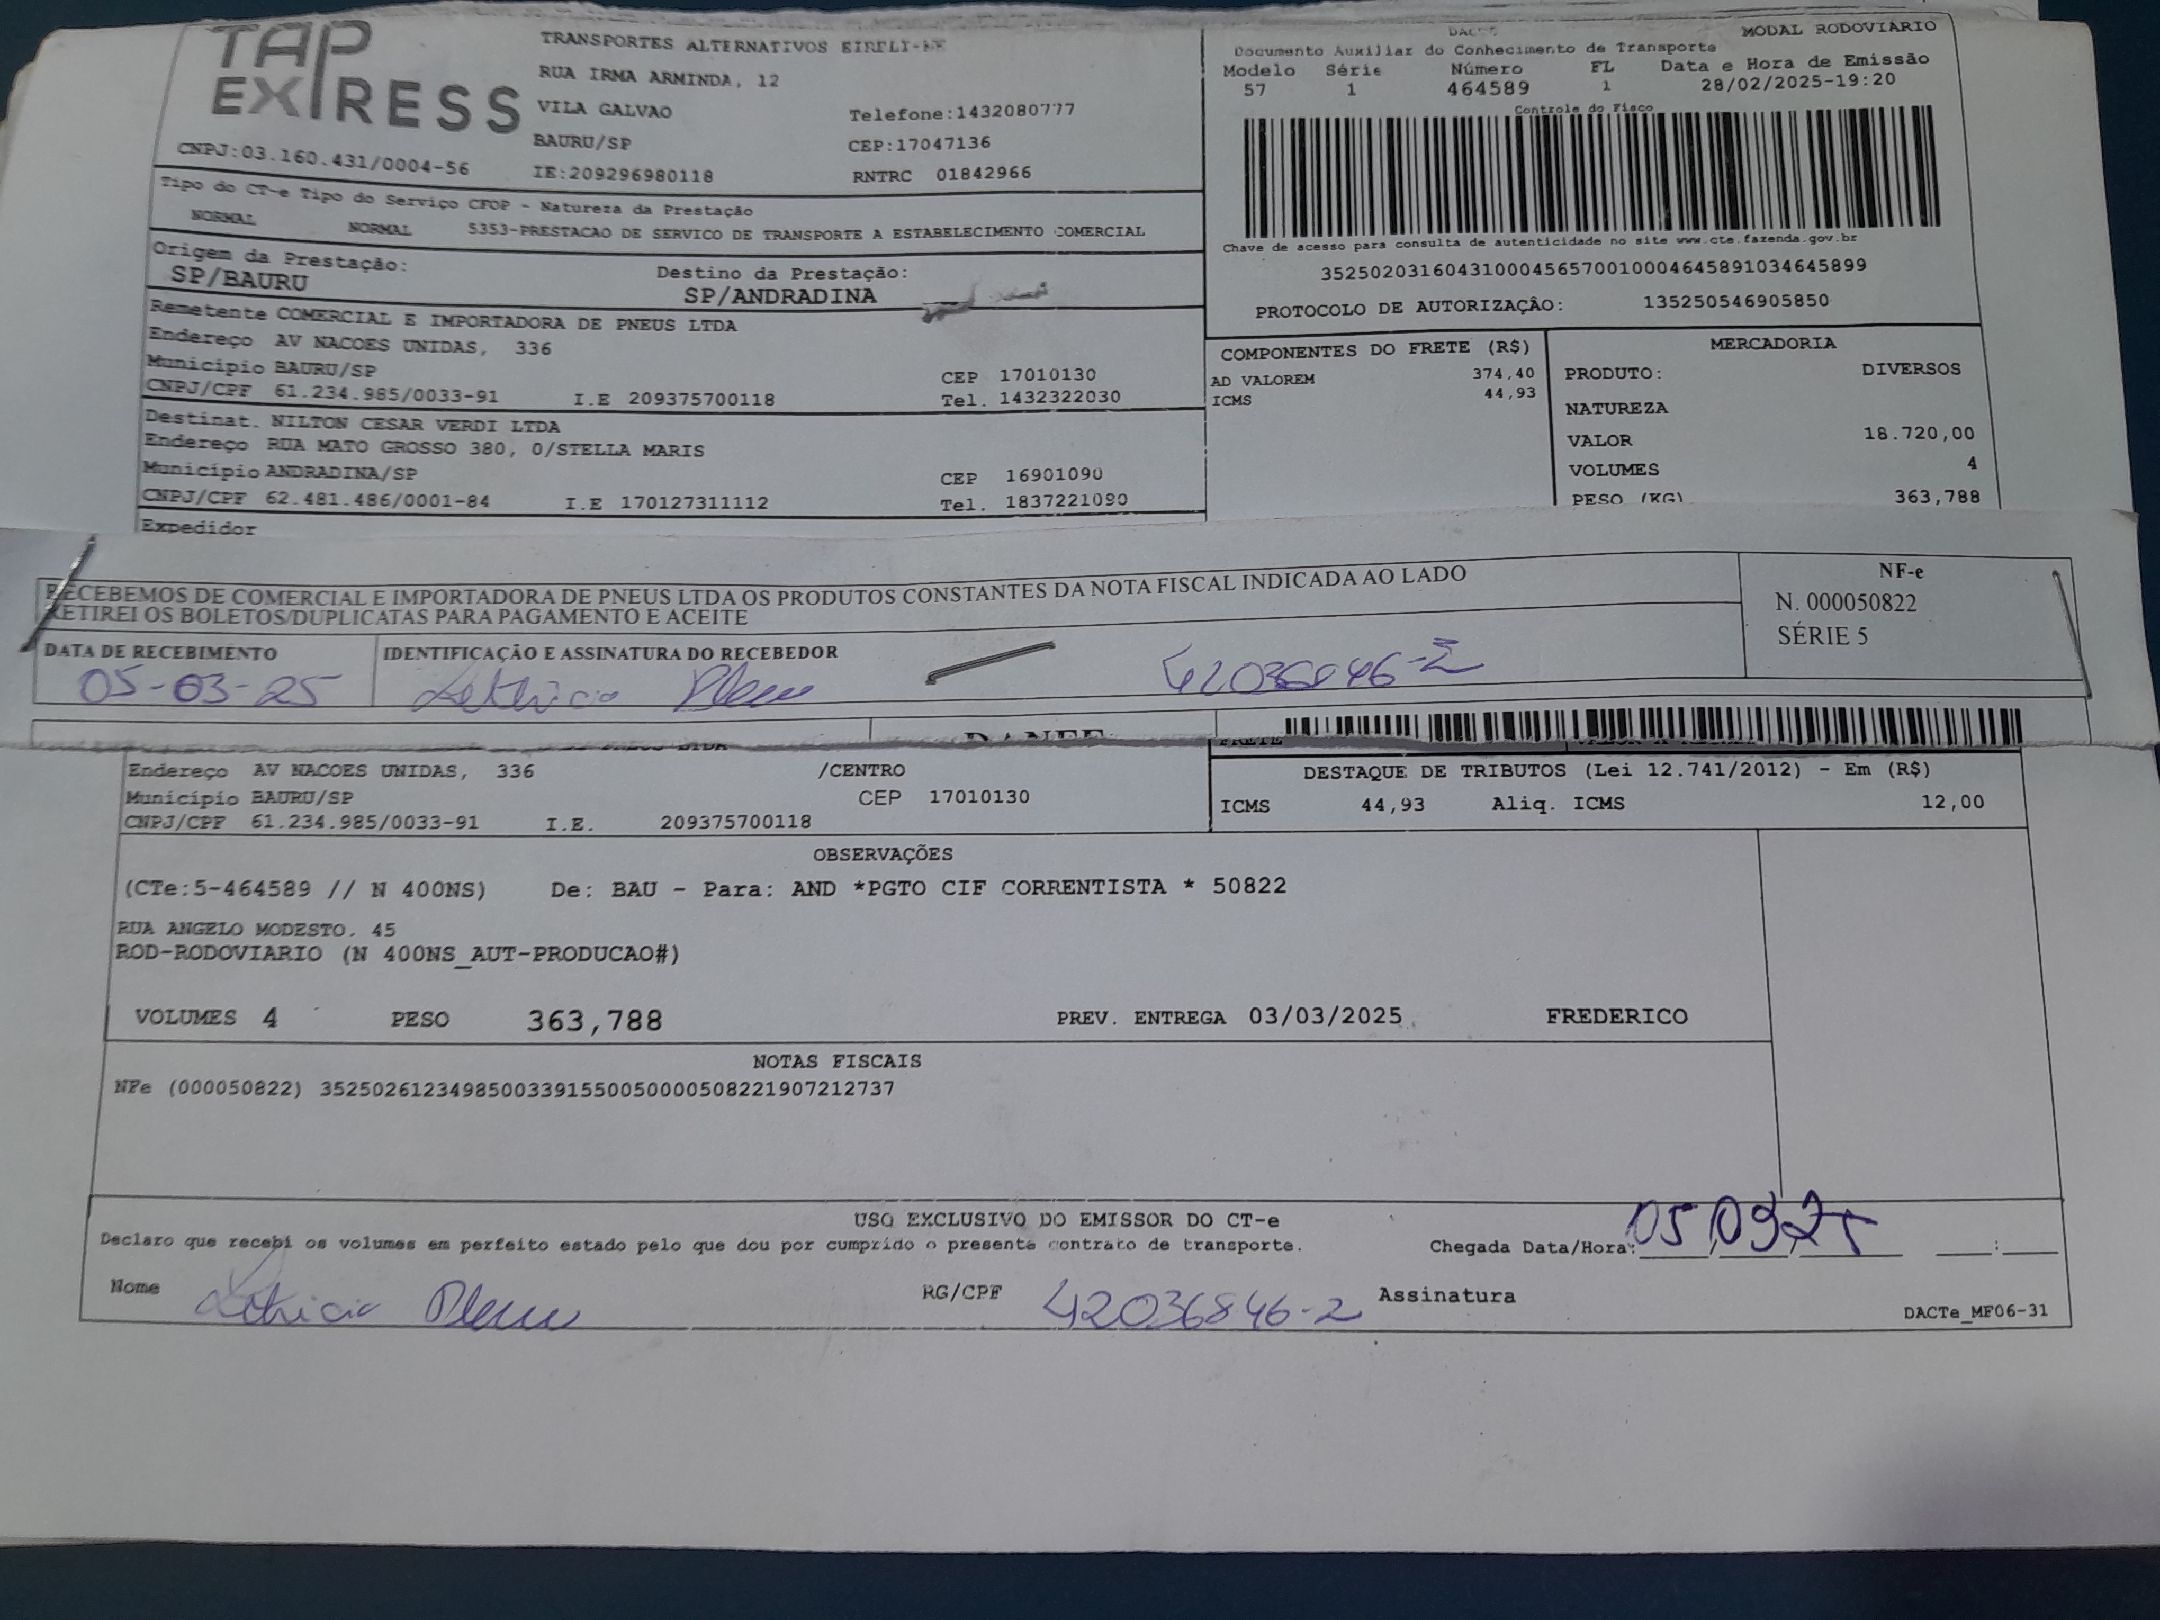 TAP EXPRESS
TRANSPORTES ALTERNATIVOS EIRELI-
RUA IRMA ARMINDA, 12
VILA GALVAO Telefone:1432080777
BAURU/SP CEP:17047136
CNPJ:03.160.431/0004-56 IE:209296980118 RNTRC 01842966
DACTE MODAL RODOVIÁRIO
Documento Auxiliar do Conhecimento de Transporte
Modelo Série Número FL Data e Hora de Emissão
57 1 464589 1 28/02/2025-19:20
Controle do Fisco
Tipo do CT-e Tipo do Serviço CFOP - Natureza da Prestação
NORMAL NORMAL 5353-PRESTACAO DE SERVICO DE TRANSPORTE A ESTABELECIMENTO COMERCIAL
Chave de acesso para consulta de autenticidade no site www.cte.fazenda.gov.br
35250203160431000456570010004645891034645899
PROTOCOLO DE AUTORIZAÇÃO: 135250546905850
Origem da Prestação: Destino da Prestação:
SP/BAURU SP/ANDRADINA
Remetente COMERCIAL E IMPORTADORA DE PNEUS LTDA
Endereço AV NACOES UNIDAS, 336
Município BAURU/SP CEP 17010130
CNPJ/CPF 61.234.985/0033-91 I.E 209375700118 Tel. 1432322030
Destinat. NILTON CESAR VERDI LTDA
Endereço RUA MATO GROSSO 380, 0/STELLA MARIS
Município ANDRADINA/SP CEP 16901090
CNPJ/CPF 62.481.486/0001-84 I.E 170127311112 Tel. 1837221090
Expedidor
COMPONENTES DO FRETE (R$)
AD VALOREM 374,40
ICMS 44,93
MERCADORIA
PRODUTO: DIVERSOS
NATUREZA
VALOR 18.720,00
VOLUMES 4
PESO (KG) 363,788
RECEBEMOS DE COMERCIAL E IMPORTADORA DE PNEUS LTDA OS PRODUTOS CONSTANTES DA NOTA FISCAL INDICADA AO LADO
RETIREI OS BOLETOS/DUPLICATAS PARA PAGAMENTO E ACEITE
NF-e
N. 000050822
SÉRIE 5
DATA DE RECEBIMENTO IDENTIFICAÇÃO E ASSINATURA DO RECEBEDOR
05-03-25 42036846-2
DANFE
FRETE
Endereço AV NACOES UNIDAS, 336 /CENTRO
Município BAURU/SP CEP 17010130
CNPJ/CPF 61.234.985/0033-91 I.E. 209375700118
DESTAQUE DE TRIBUTOS (Lei 12.741/2012) - Em (R$)
ICMS 44,93 Aliq. ICMS 12,00
OBSERVAÇÕES
(CTe:5-464589 // N 400NS) De: BAU - Para: AND *PGTO CIF CORRENTISTA * 50822
RUA ANGELO MODESTO. 45
ROD-RODOVIARIO (N 400NS_AUT-PRODUCAO#)
VOLUMES 4 PESO 363,788 PREV. ENTREGA 03/03/2025 FREDERICO
NOTAS FISCAIS
NFe (000050822) 35250261234985003391550050000508221907212737
USO EXCLUSIVO DO EMISSOR DO CT-e
Declaro que recebi os volumes em perfeito estado pelo que dou por cumprido o presente contrato de transporte. Chegada Data/Hora: 05/03/25 :
Nome RG/CPF 42036846-2 Assinatura
DACTe_MF06-31